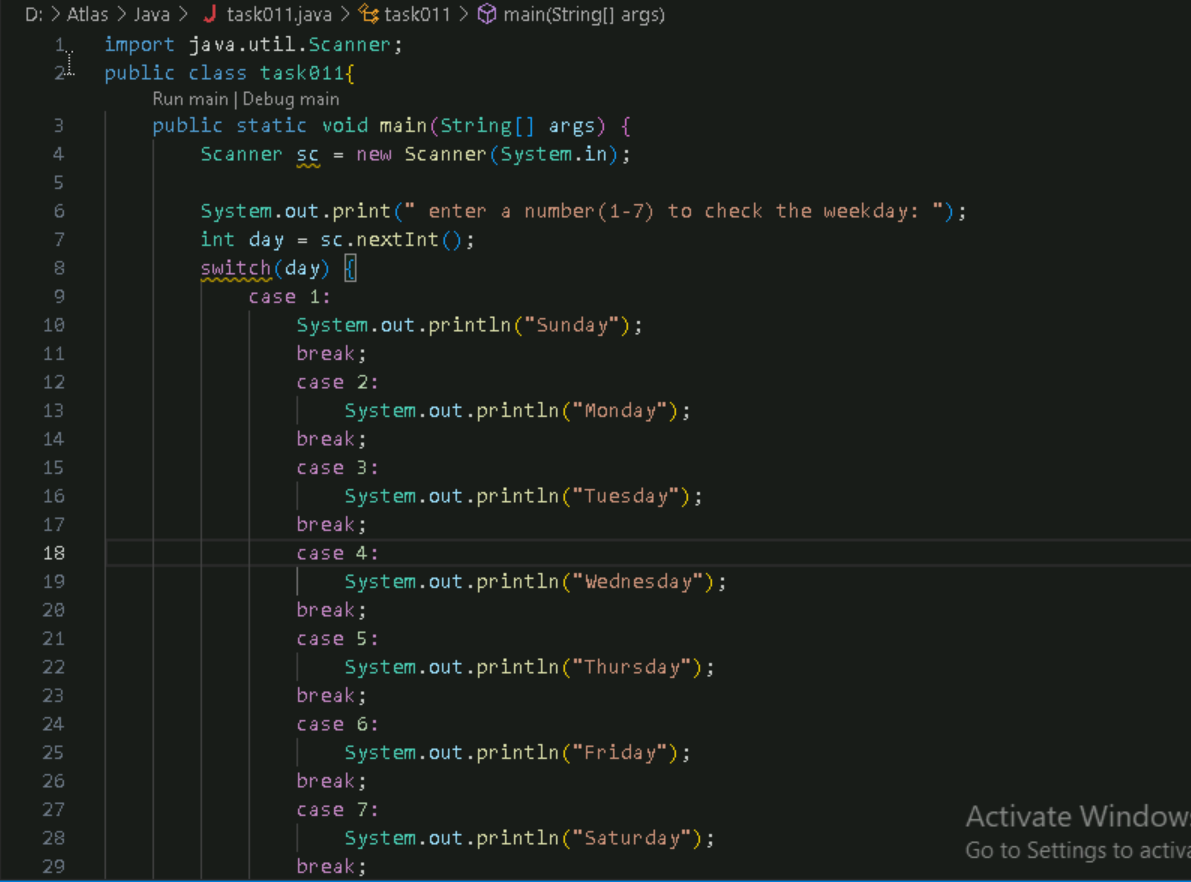 D: > Atlas > Java > J task011.java > task011 > main(String[] args)
1 import java.util.Scanner;
2 public class task011{
Run main | Debug main
3 public static void main(String[] args) {
4 Scanner sc = new Scanner(System.in);
5
6 System.out.print(" enter a number(1-7) to check the weekday: ");
7 int day = sc.nextInt();
8 switch(day) {
9 case 1:
10 System.out.println("Sunday");
11 break;
12 case 2:
13 System.out.println("Monday");
14 break;
15 case 3:
16 System.out.println("Tuesday");
17 break;
18 case 4:
19 System.out.println("Wednesday");
20 break;
21 case 5:
22 System.out.println("Thursday");
23 break;
24 case 6:
25 System.out.println("Friday");
26 break;
27 case 7:
28 System.out.println("Saturday");
29 break;
Activate Windows
Go to Settings to activa